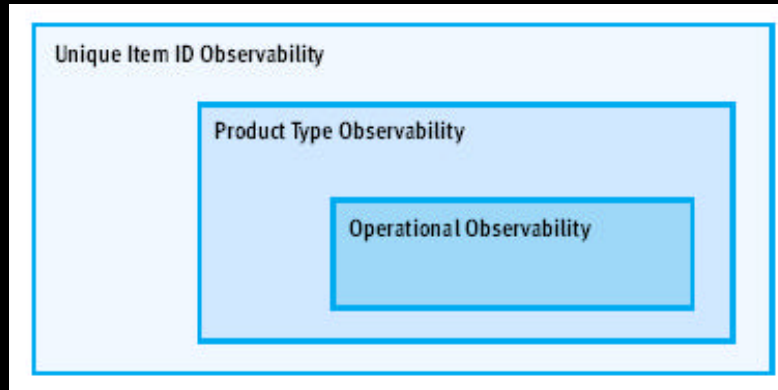 Unique Item ID Observability
Product Type Observability
Operational Observability